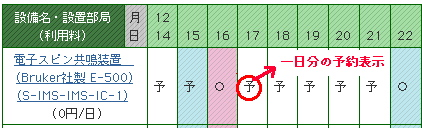 設備名・設置部局 月 12
(利用料) 日 14 15 16 17 18 19 20 21 22
一日分の予約表示
電子スピン共鳴装置
(Bruker社製 E-500)
(S-IMS-IMS-IC-1)
(0円/日)
予 予 ○ 予 予 予 予 予 ○